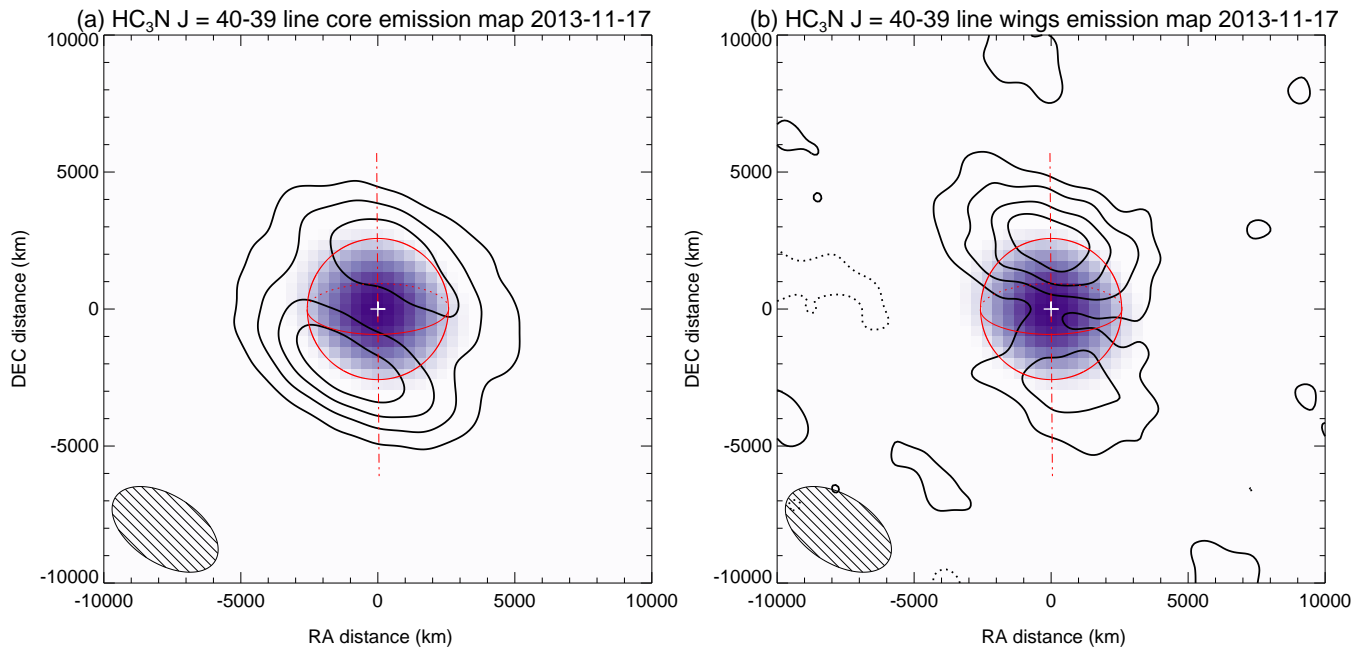 (a) HC₃N J = 40-39 line core emission map 2013-11-17
10000
5000
0
-5000
-10000
DEC distance (km)
-10000 -5000 0 5000 10000
RA distance (km)
(b) HC₃N J = 40-39 line wings emission map 2013-11-17
10000
5000
0
-5000
-10000
DEC distance (km)
-10000 -5000 0 5000 10000
RA distance (km)